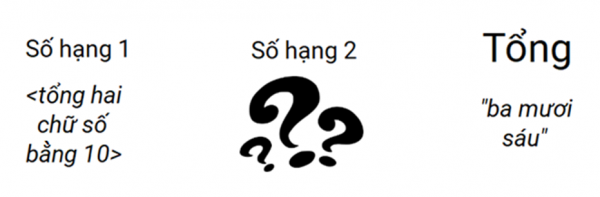 Số hạng 1
<tổng hai
chữ số
bằng 10>
Số hạng 2
???
Tổng
"ba mươi
sáu"